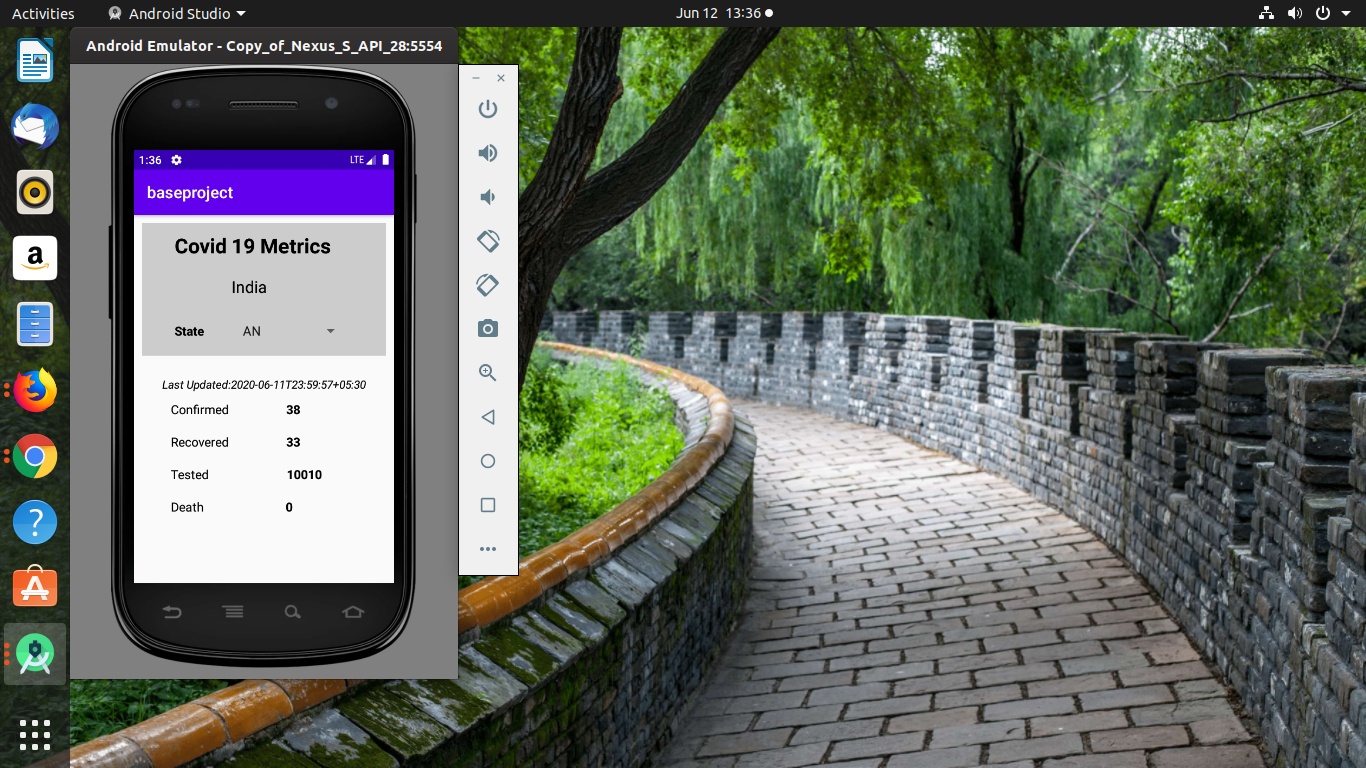 Activities
Android Studio
Jun 12 13:36
Android Emulator - Copy_of_Nexus_S_API_28:5554
1:36
LTE
baseproject
Covid 19 Metrics
India
State AN
Last Updated:2020-06-11T23:59:57+05:30
Confirmed 38
Recovered 33
Tested 10010
Death 0
a
?